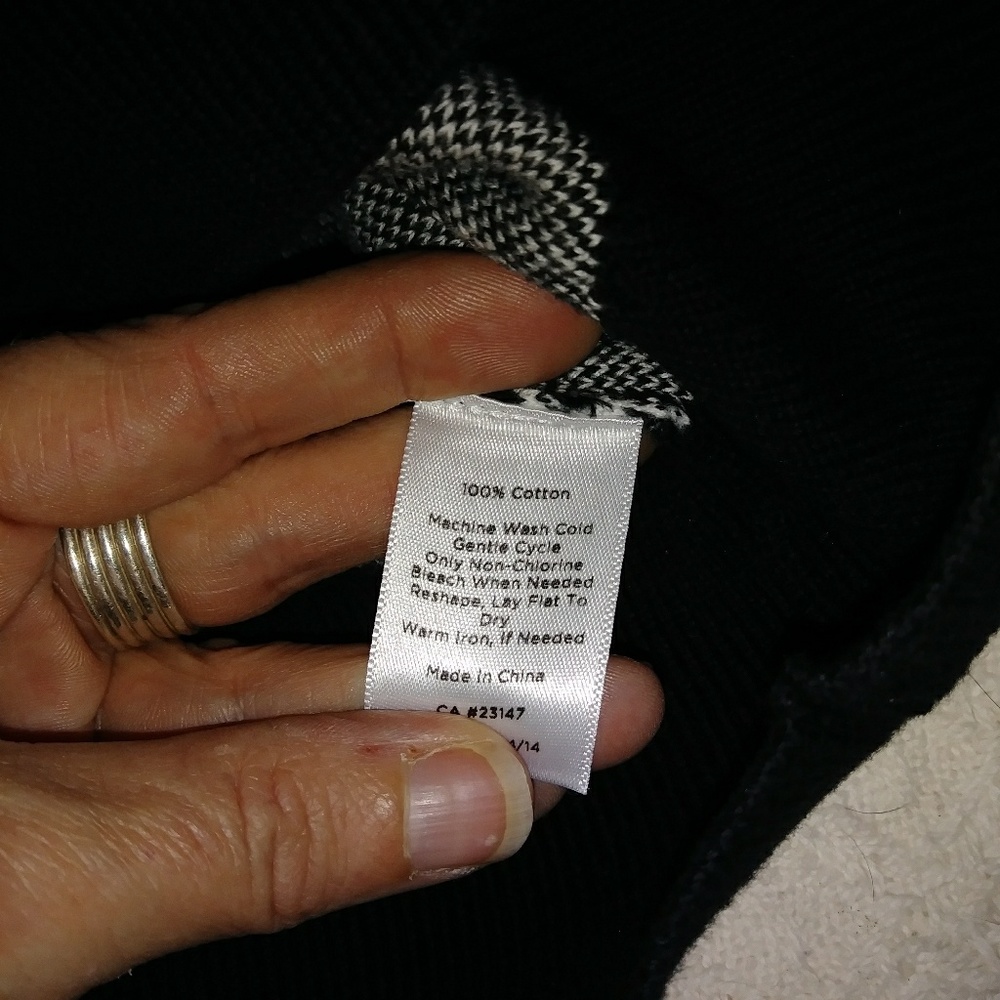 100% Cotton
Machine Wash Cold
Gentle Cycle
Only Non-Chlorine
Bleach When Needed
Reshape, Lay Flat To
Dry
Warm Iron, If Needed
Made In China
CA #23147
/14